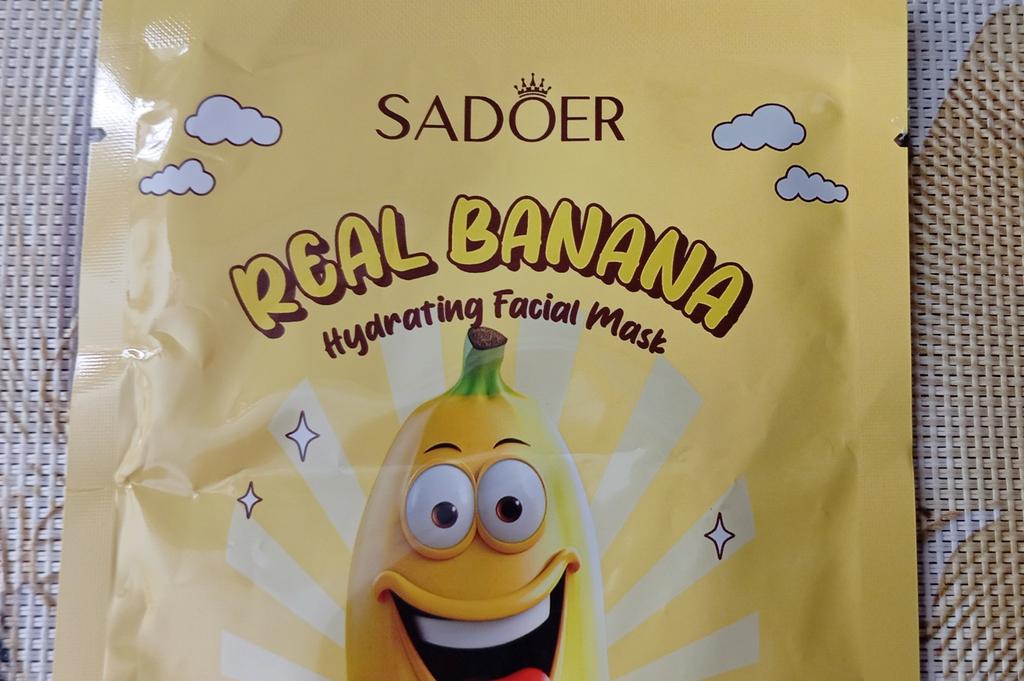 SADOER
REAL BANANA
Hydrating Facial Mask